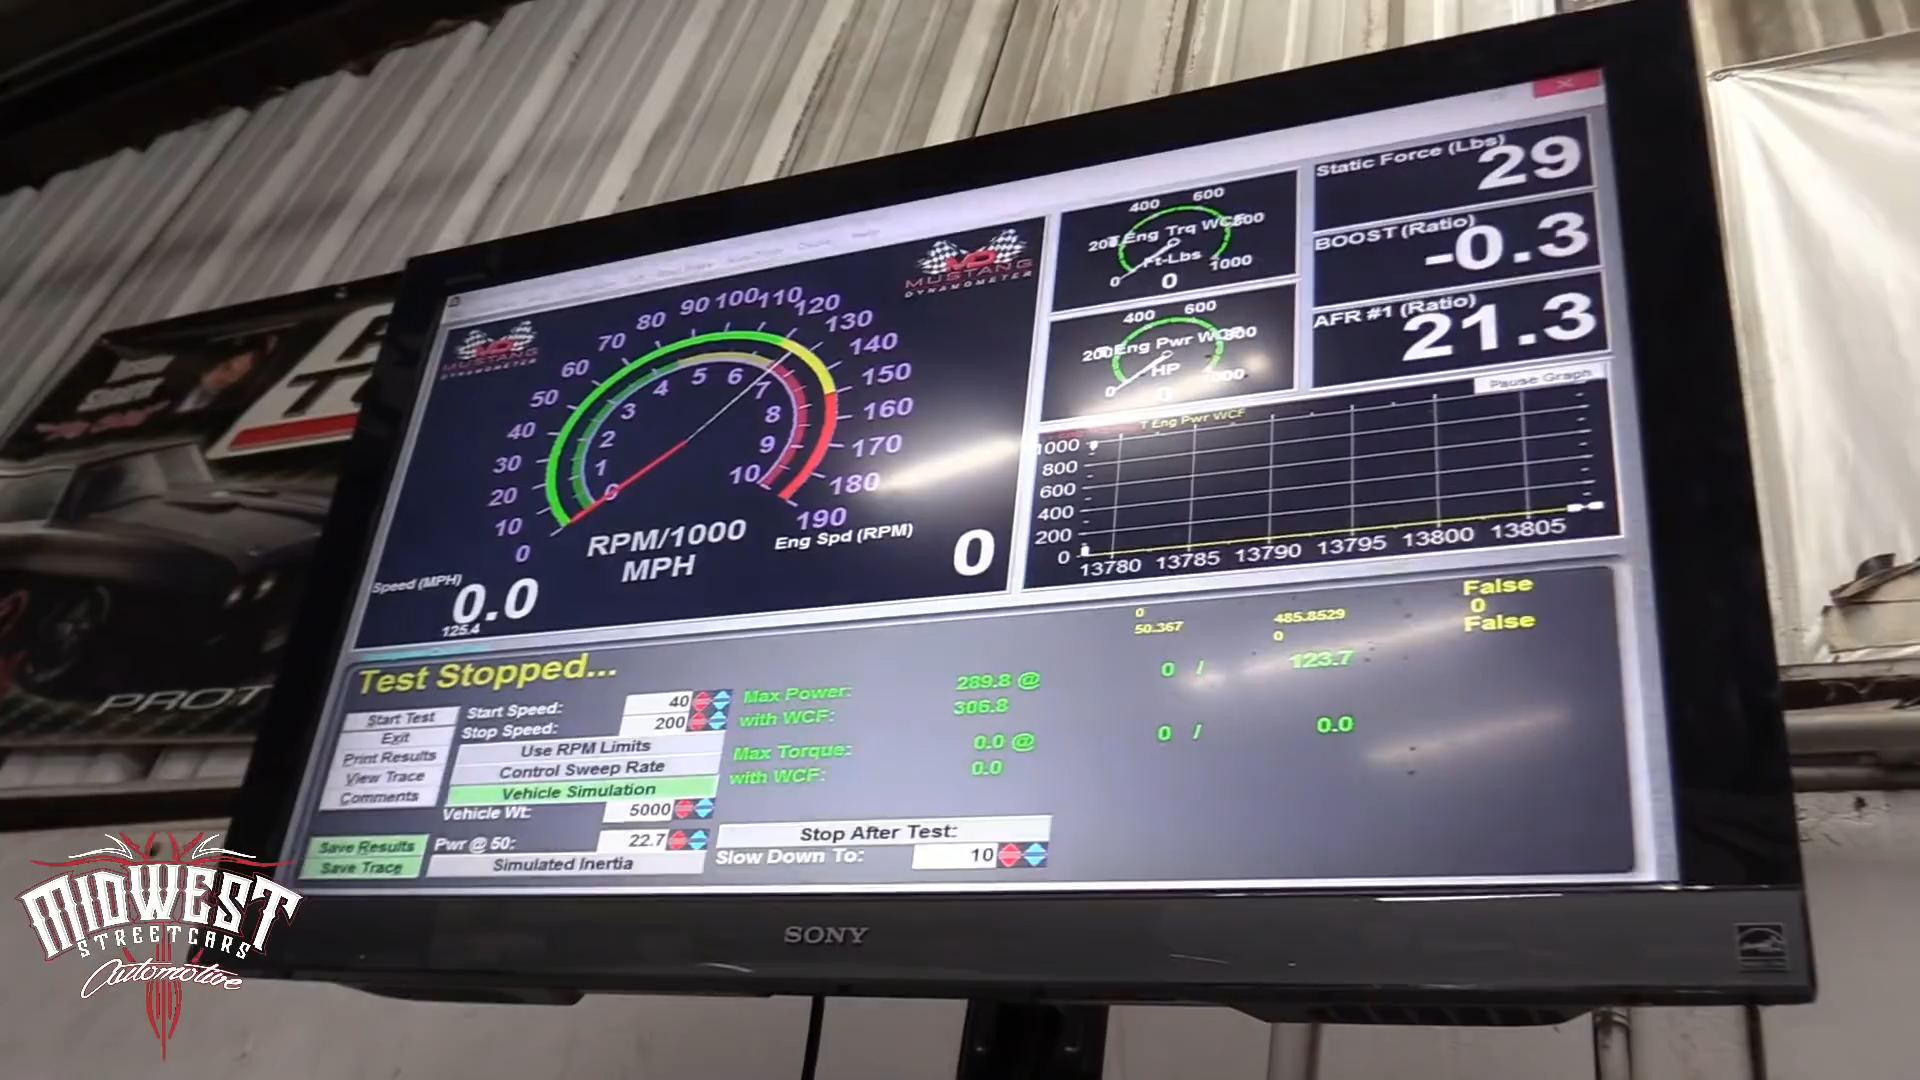 MUSTANG
DYNAMOMETER
MD
MUSTANG
DYNAMOMETER
0 10 20 30 40 50 60 70 80 90 100 110 120 130 140 150 160 170 180 190
0 1 2 3 4 5 6 7 8 9 10
RPM/1000
MPH
Speed (MPH)
0.0
125.4
Eng Spd (RPM)
0
0 200 400 600 800 1000
Eng Trq WCF
Ft-Lbs
0
0 200 400 600
Eng Pwr WCF
HP
Static Force (Lbs)
29
BOOST (Ratio)
-0.3
AFR #1 (Ratio)
21.3
Pause Graph
T Eng Pwr WCF
1000
800
600
400
200
0
13780 13785 13790 13795 13800 13805
Test Stopped...
Start Test
Exit
Print Results
View Trace
Comments
Save Results
Save Trace
Start Speed: 40
Stop Speed: 200
Use RPM Limits
Control Sweep Rate
Vehicle Simulation
Vehicle Wt: 5000
Pwr @ 50: 22.7
Simulated Inertia
Max Power: 289.8 @ 0 / 123.7
with WCF: 306.8
Max Torque: 0.0 @ 0 / 0.0
with WCF: 0.0
Stop After Test:
Slow Down To: 10
0 485.8529
50.367 0
False
0
False
SONY
PROT
MIDWEST
STREETCARS
Automotive